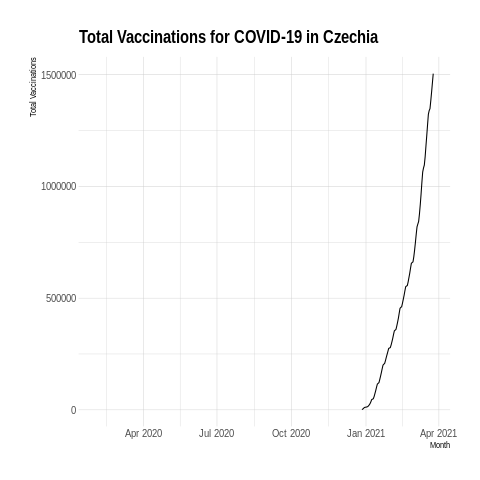 Total Vaccinations for COVID-19 in Czechia
Total Vaccinations
1500000
1000000
500000
0
Apr 2020 Jul 2020 Oct 2020 Jan 2021 Apr 2021
Month